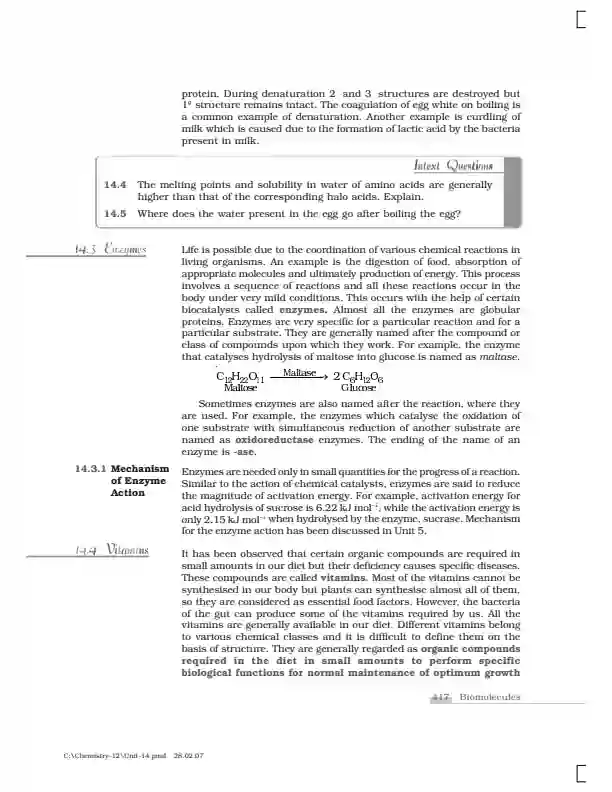 protein. During denaturation 2 and 3 structures are destroyed but
1º structure remains intact. The coagulation of egg white on boiling is
a common example of denaturation. Another example is curdling of
milk which is caused due to the formation of lactic acid by the bacteria
present in milk.
Intext Questions
14.4 The melting points and solubility in water of amino acids are generally
higher than that of the corresponding halo acids. Explain.
14.5 Where does the water present in the egg go after boiling the egg?
14.3 Enzymes
Life is possible due to the coordination of various chemical reactions in
living organisms. An example is the digestion of food, absorption of
appropriate molecules and ultimately production of energy. This process
involves a sequence of reactions and all these reactions occur in the
body under very mild conditions. This occurs with the help of certain
biocatalysts called enzymes. Almost all the enzymes are globular
proteins. Enzymes are very specific for a particular reaction and for a
particular substrate. They are generally named after the compound or
class of compounds upon which they work. For example, the enzyme
that catalyses hydrolysis of maltose into glucose is named as maltase.
C₁₂H₂₂O₁₁ Maltase → 2 C₆H₁₂O₆
Maltose Glucose
Sometimes enzymes are also named after the reaction, where they
are used. For example, the enzymes which catalyse the oxidation of
one substrate with simultaneous reduction of another substrate are
named as oxidoreductase enzymes. The ending of the name of an
enzyme is -ase.
14.3.1 Mechanism
of Enzyme
Action
Enzymes are needed only in small quantities for the progress of a reaction.
Similar to the action of chemical catalysts, enzymes are said to reduce
the magnitude of activation energy. For example, activation energy for
acid hydrolysis of sucrose is 6.22 kJ mol⁻¹, while the activation energy is
only 2.15 kJ mol⁻¹ when hydrolysed by the enzyme, sucrase. Mechanism
for the enzyme action has been discussed in Unit 5.
14.4 Vitamins
It has been observed that certain organic compounds are required in
small amounts in our diet but their deficiency causes specific diseases.
These compounds are called vitamins. Most of the vitamins cannot be
synthesised in our body but plants can synthesise almost all of them,
so they are considered as essential food factors. However, the bacteria
of the gut can produce some of the vitamins required by us. All the
vitamins are generally available in our diet. Different vitamins belong
to various chemical classes and it is difficult to define them on the
basis of structure. They are generally regarded as organic compounds
required in the diet in small amounts to perform specific
biological functions for normal maintenance of optimum growth
417 Biomolecules
C:\Chemistry-12\Unit-14.pmd 28.02.07